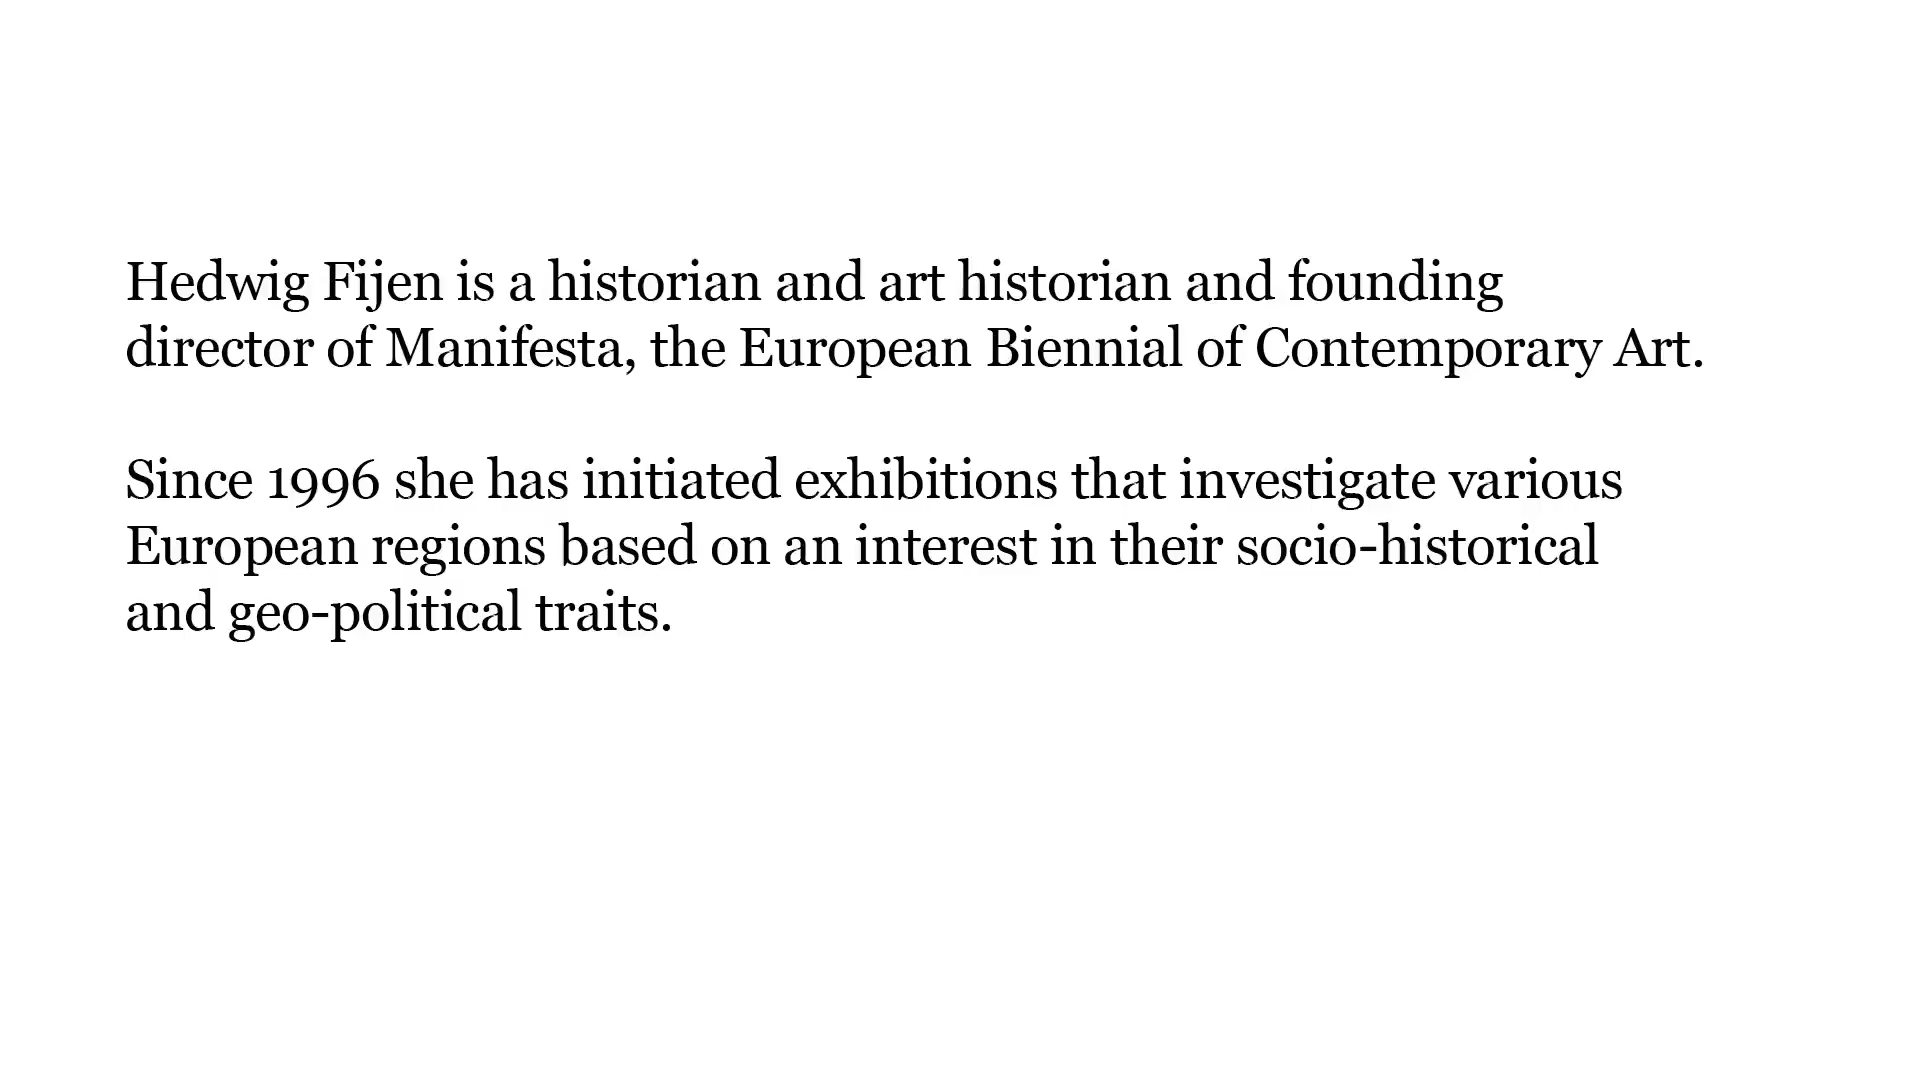 Hedwig Fijen is a historian and art historian and founding
director of Manifesta, the European Biennial of Contemporary Art.
Since 1996 she has initiated exhibitions that investigate various
European regions based on an interest in their socio-historical
and geo-political traits.